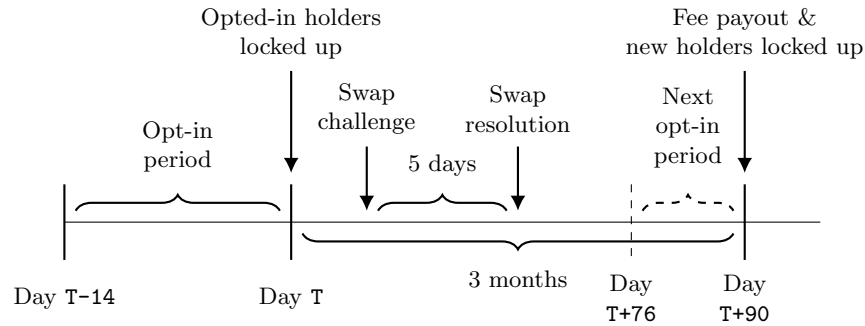 Opted-in holders
locked up
Fee payout &
new holders locked up
Swap
challenge
Swap
resolution
Next
opt-in
period
Opt-in
period
5 days
3 months
Day T-14
Day T
Day
T+76
Day
T+90